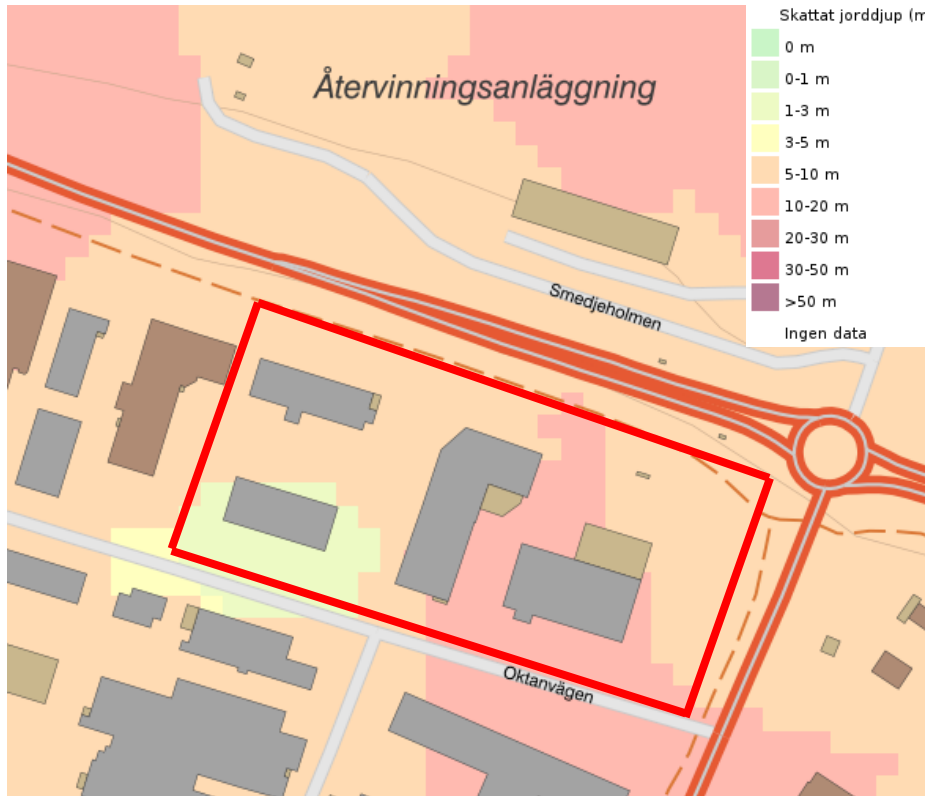 Skattat jorddjup (m
0 m
0-1 m
1-3 m
3-5 m
5-10 m
10-20 m
20-30 m
30-50 m
>50 m
Ingen data
Återvinningsanläggning
Smedjeholmen
Oktanvägen